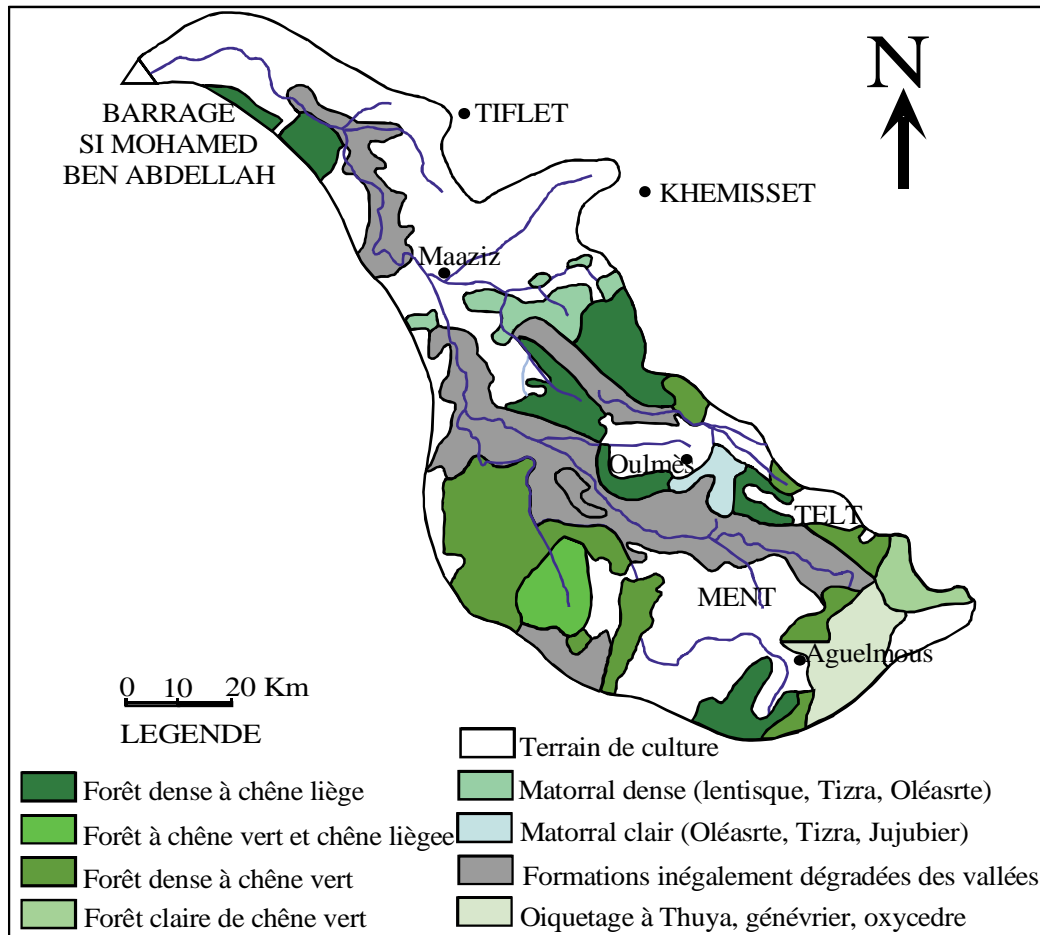 N
BARRAGE
SI MOHAMED
BEN ABDELLAH
TIFLET
KHEMISSET
Maaziz
Oulmès
TELT
MENT
Aguelmous
0 10 20 Km
LEGENDE
Forêt dense à chêne liège
Forêt à chêne vert et chêne liègee
Forêt dense à chêne vert
Forêt claire de chêne vert
Terrain de culture
Matorral dense (lentisque, Tizra, Oléasrte)
Matorral clair (Oléasrte, Tizra, Jujubier)
Formations inégalement dégradées des vallées
Oiquetage à Thuya, génévrier, oxycedre